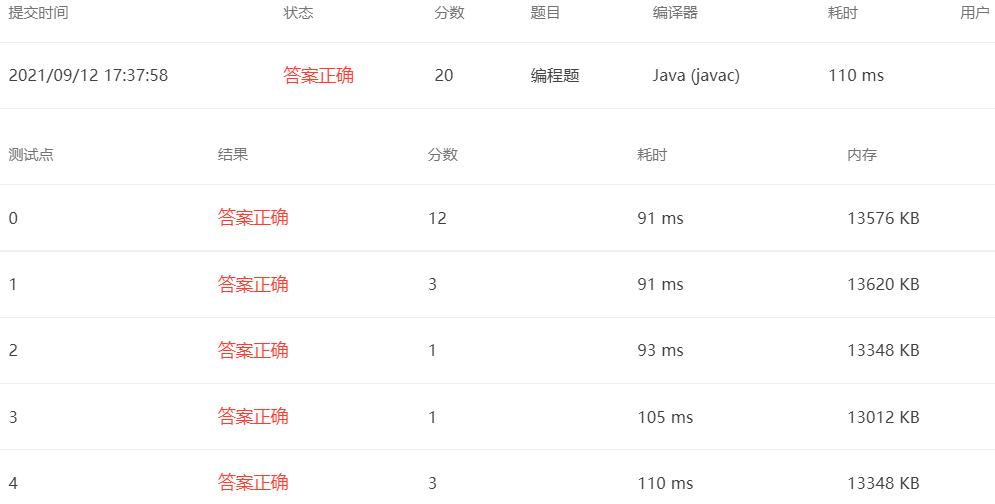 提交时间 状态 分数 题目 编译器 耗时 用户
2021/09/12 17:37:58 答案正确 20 编程题 Java (javac) 110 ms
测试点 结果 分数 耗时 内存
0 答案正确 12 91 ms 13576 KB
1 答案正确 3 91 ms 13620 KB
2 答案正确 1 93 ms 13348 KB
3 答案正确 1 105 ms 13012 KB
4 答案正确 3 110 ms 13348 KB